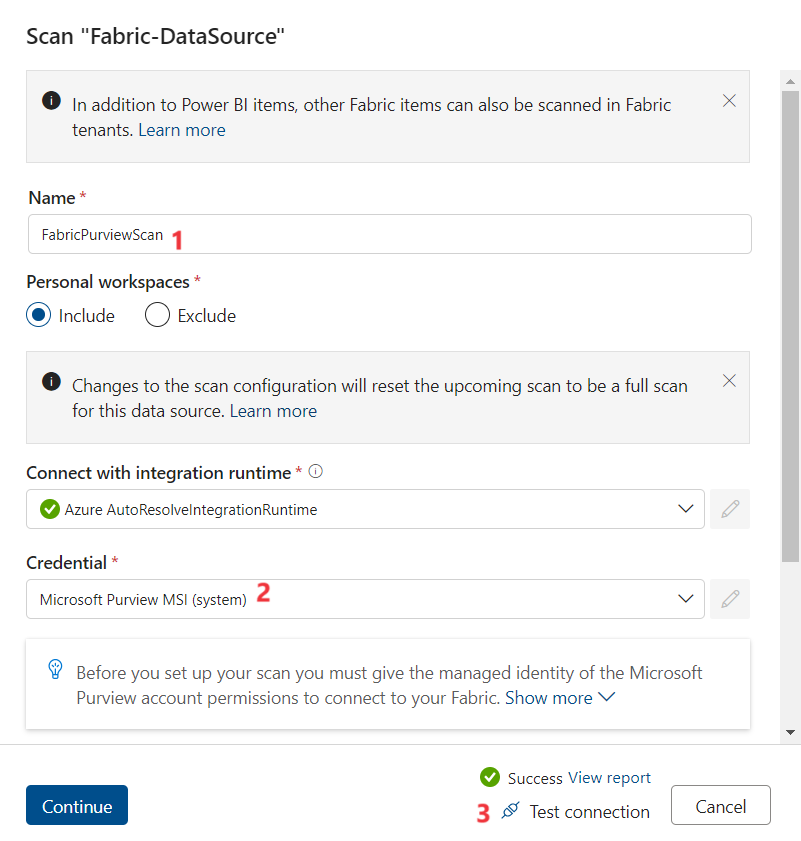 Scan "Fabric-DataSource"
In addition to Power BI items, other Fabric items can also be scanned in Fabric
tenants. Learn more
Name *
FabricPurviewScan 1
Personal workspaces *
Include Exclude
Changes to the scan configuration will reset the upcoming scan to be a full scan
for this data source. Learn more
Connect with integration runtime *
Azure AutoResolveIntegrationRuntime
Credential *
Microsoft Purview MSI (system) 2
Before you set up your scan you must give the managed identity of the Microsoft
Purview account permissions to connect to your Fabric. Show more
Success View report
Continue 3 Test connection Cancel